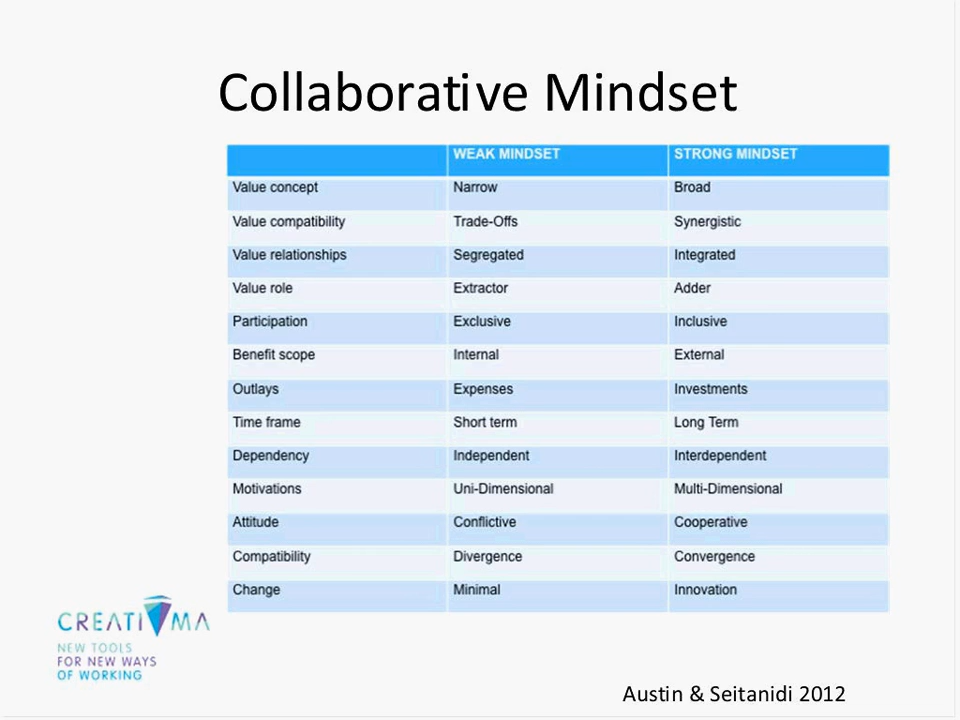 Collaborative Mindset
WEAK MINDSET STRONG MINDSET
Value concept Narrow Broad
Value compatibility Trade-Offs Synergistic
Value relationships Segregated Integrated
Value role Extractor Adder
Participation Exclusive Inclusive
Benefit scope Internal External
Outlays Expenses Investments
Time frame Short term Long Term
Dependency Independent Interdependent
Motivations Uni-Dimensional Multi-Dimensional
Attitude Conflictive Cooperative
Compatibility Divergence Convergence
Change Minimal Innovation
CREATIVMA
NEW TOOLS
FOR NEW WAYS
OF WORKING
Austin & Seitanidi 2012